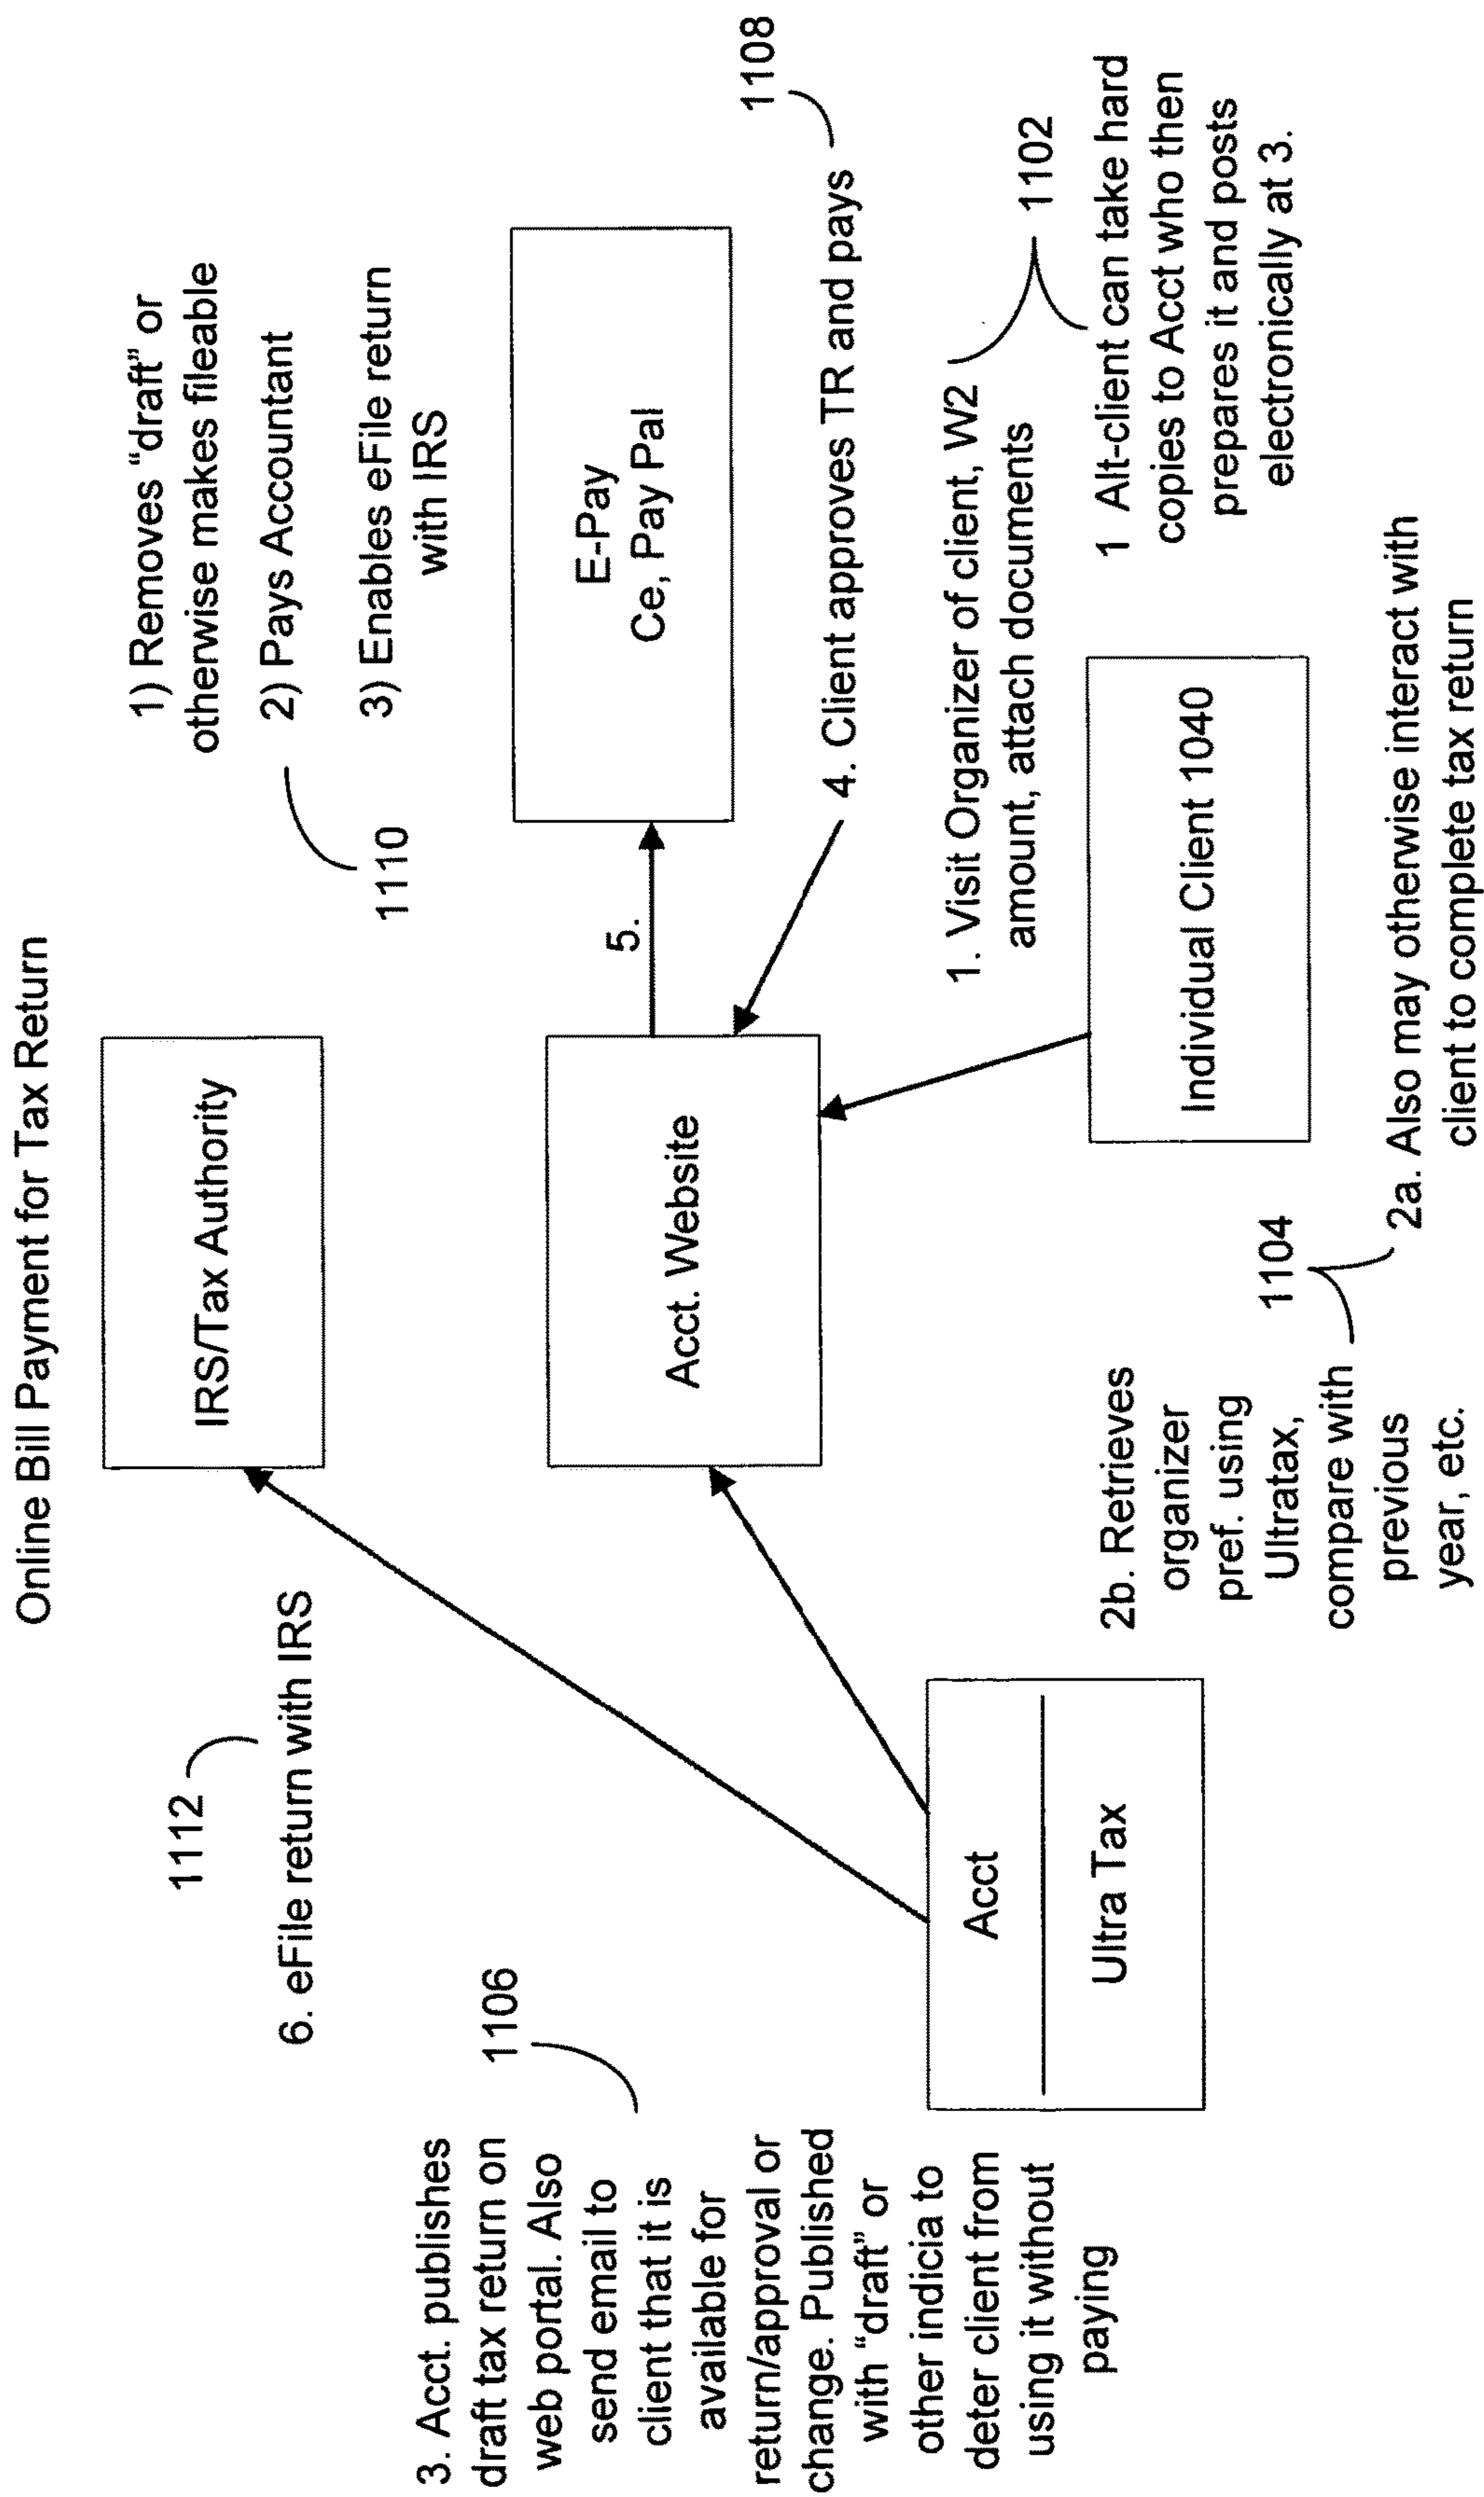 Online Bill Payment for Tax Return
1112
6. eFile return with IRS
IRS/Tax Authority
1110
1) Removes “draft” or
otherwise makes fileable
2) Pays Accountant
3) Enables eFile return
with IRS
1106
3. Acct. publishes
draft tax return on
web portal. Also
send email to
client that it is
available for
return/approval or
change. Published
with “draft” or
other indicia to
deter client from
using it without
paying
Acct. Website
5.
E-Pay
Ce, Pay Pal
1108
4. Client approves TR and pays
Acct
Ultra Tax
1102
1. Visit Organizer of client, W2
amount, attach documents
1 Alt-client can take hard
copies to Acct who then
prepares it and posts
electronically at 3.
1104
2b. Retrieves
organizer
pref. using
Ultratax,
compare with
previous
year, etc.
Individual Client 1040
2a. Also may otherwise interact with
client to complete tax return